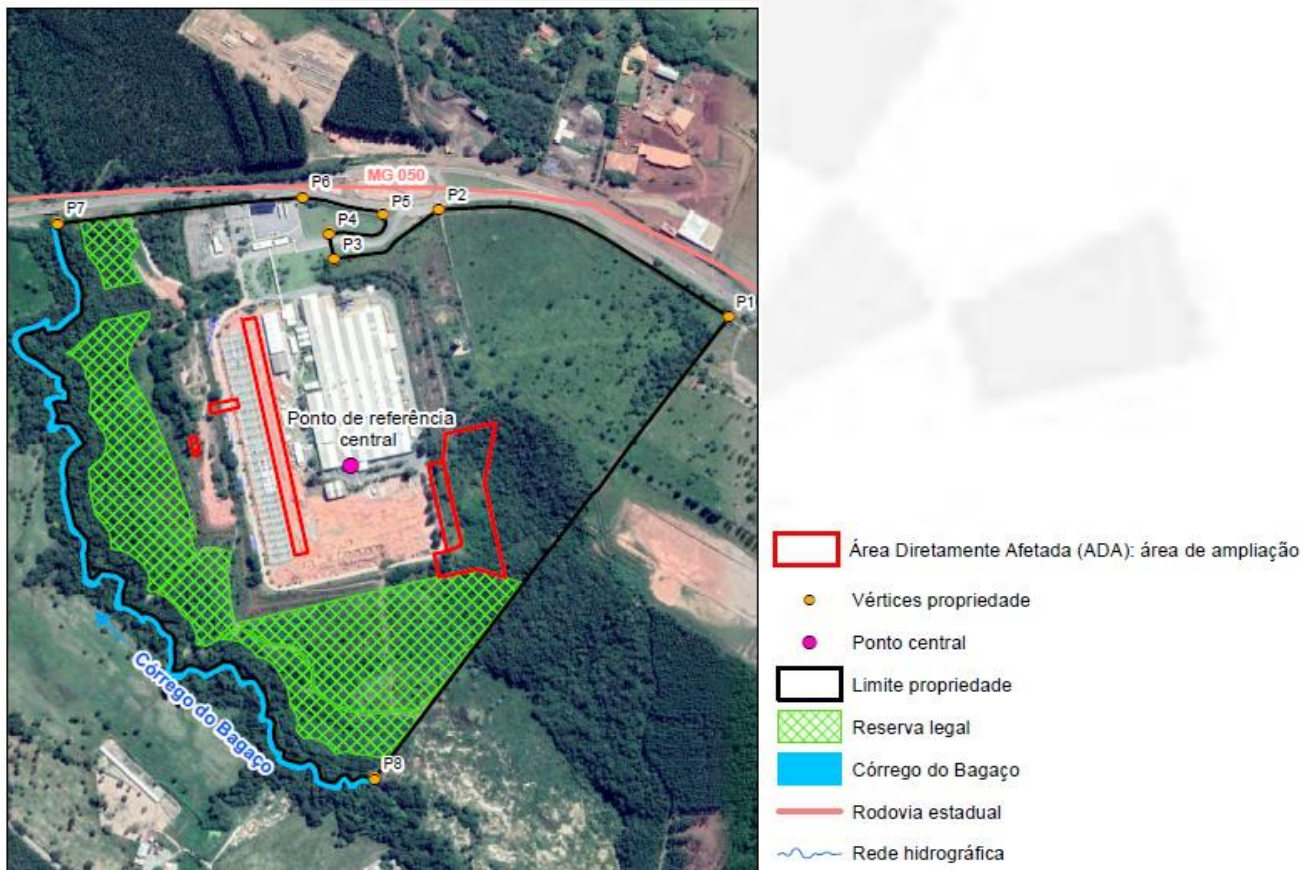 MG 050
P6
P7
P5
P2
P4
P3
P1
Ponto de referência
central
Córrego do Bagaço
P8
Área Diretamente Afetada (ADA): área de ampliação
Vértices propriedade
Ponto central
Limite propriedade
Reserva legal
Córrego do Bagaço
Rodovia estadual
Rede hidrográfica